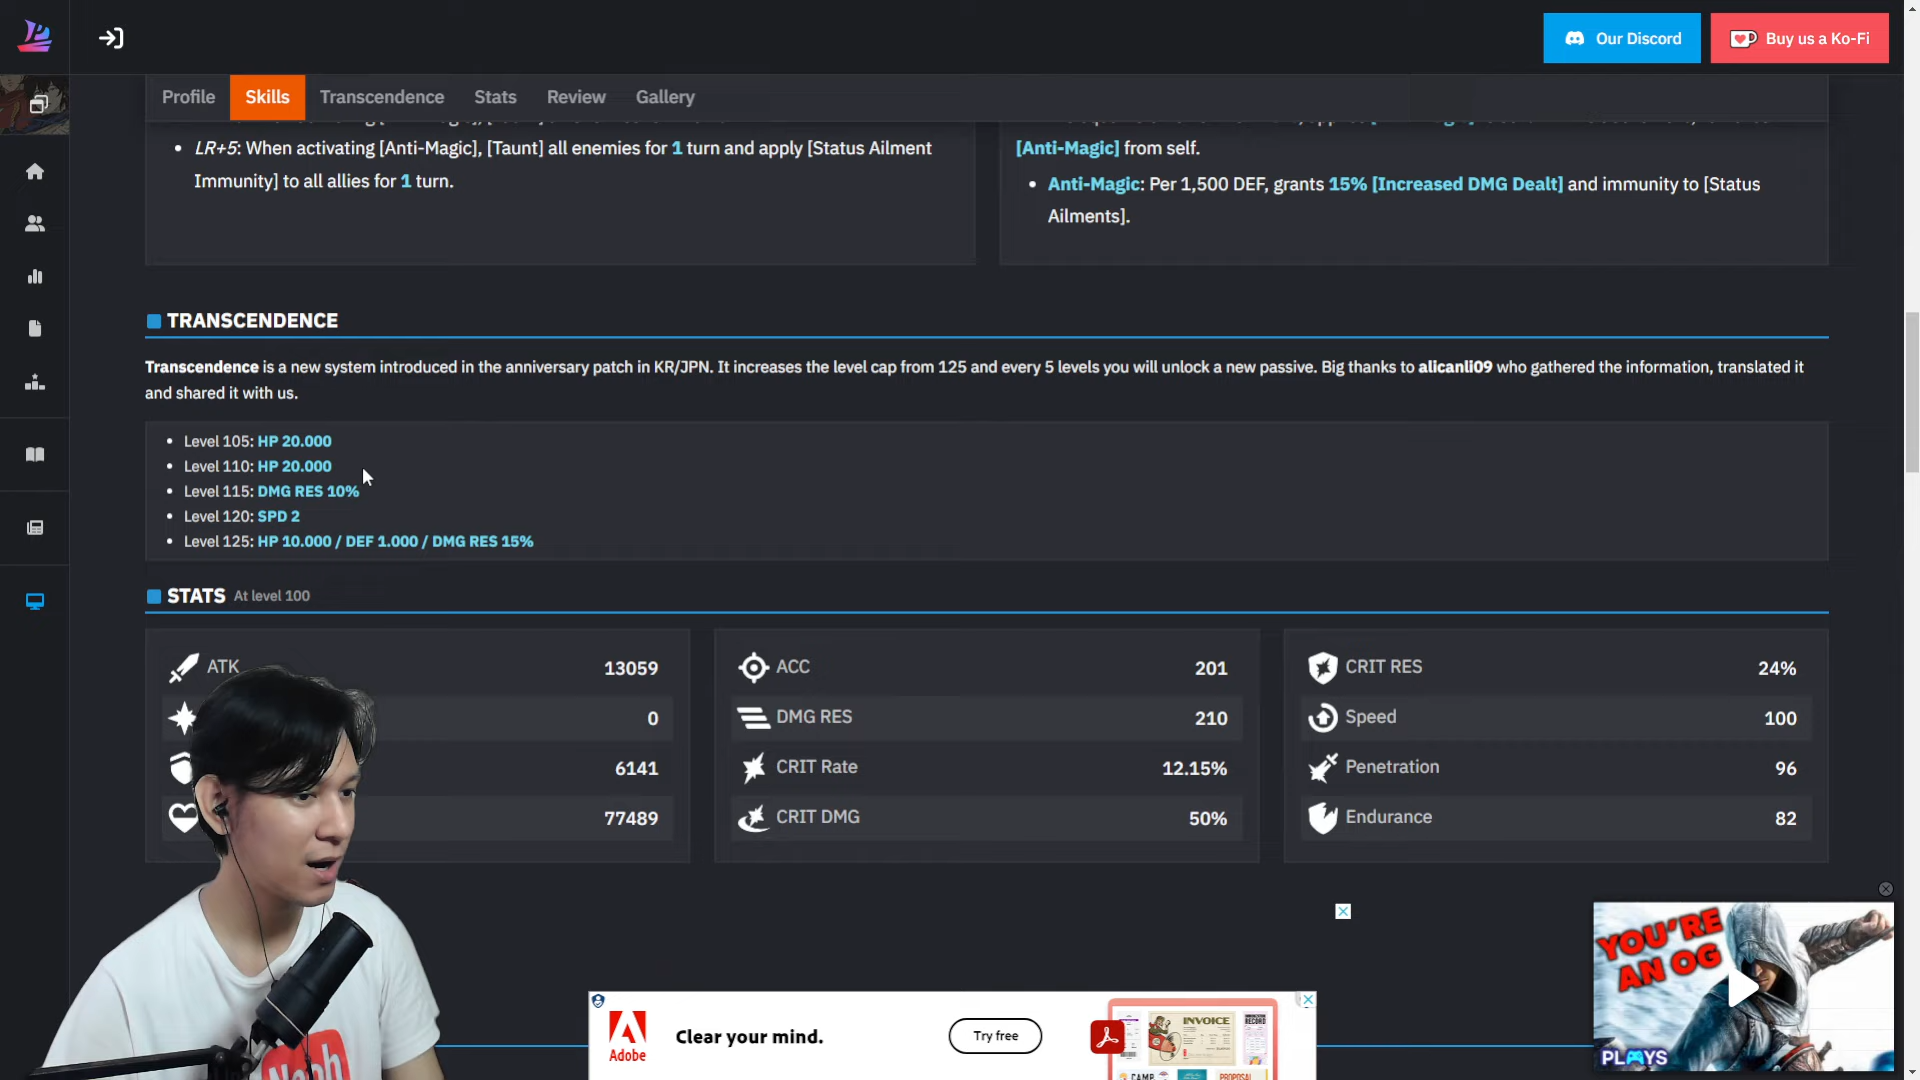 Our Discord
Buy us a Ko-Fi
Profile
Skills
Transcendence
Stats
Review
Gallery
LR+5: When activating [Anti-Magic], [Taunt] all enemies for 1 turn and apply [Status Ailment
Immunity] to all allies for 1 turn.
[Anti-Magic] from self.
Anti-Magic: Per 1,500 DEF, grants 15% [Increased DMG Dealt] and immunity to [Status
Ailments].
TRANSCENDENCE
Transcendence is a new system introduced in the anniversary patch in KR/JPN. It increases the level cap from 125 and every 5 levels you will unlock a new passive. Big thanks to alicanli09 who gathered the information, translated it
and shared it with us.
Level 105: HP 20.000
Level 110: HP 20.000
Level 115: DMG RES 10%
Level 120: SPD 2
Level 125: HP 10.000 / DEF 1.000 / DMG RES 15%
STATS At level 100
ATK 13059
0
6141
77489
ACC 201
DMG RES 210
CRIT Rate 12.15%
CRIT DMG 50%
CRIT RES 24%
Speed 100
Penetration 96
Endurance 82
YOU'RE
AN OG
PLAYS
Adobe
Clear your mind.
Try free
INVOICE
CAMP
PROPOSAL
Noph